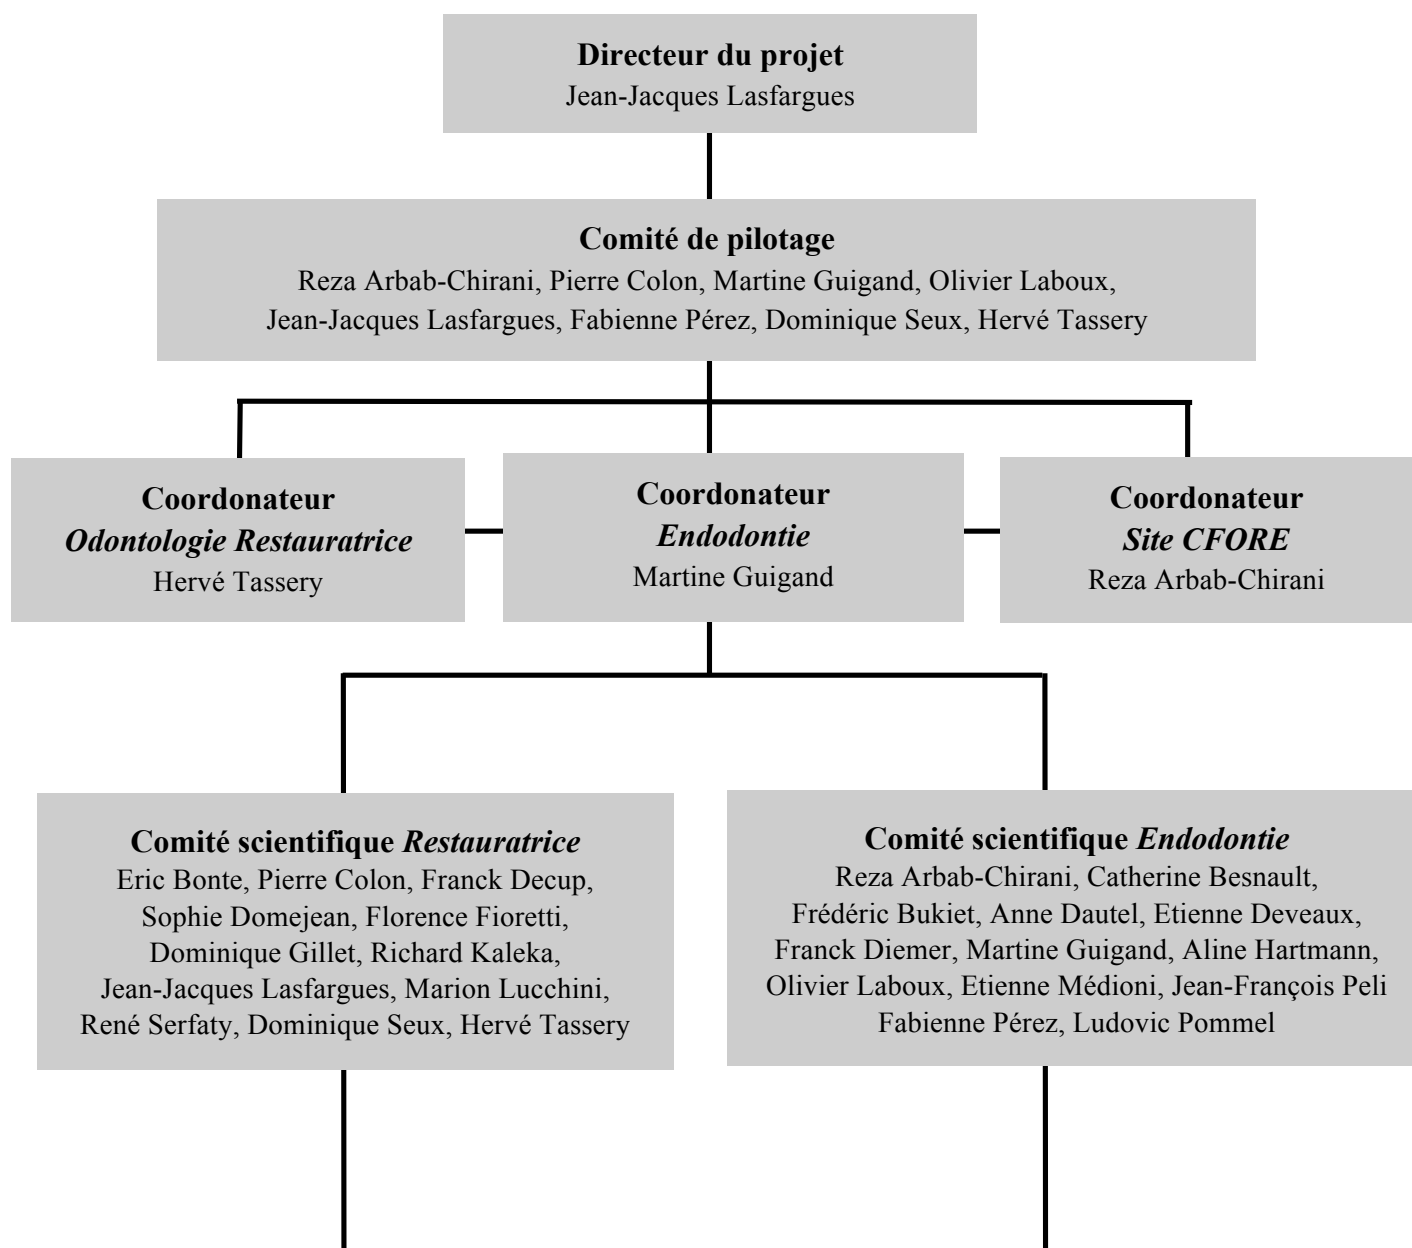 Directeur du projet
Jean-Jacques Lasfargues
Comité de pilotage
Reza Arbab-Chirani, Pierre Colon, Martine Guigand, Olivier Laboux,
Jean-Jacques Lasfargues, Fabienne Pérez, Dominique Seux, Hervé Tassery
Coordonateur
Odontologie Restauratrice
Hervé Tassery
Coordonateur
Endodontie
Martine Guigand
Coordonateur
Site CFORE
Reza Arbab-Chirani
Comité scientifique Restauratrice
Eric Bonte, Pierre Colon, Franck Decup,
Sophie Domejean, Florence Fioretti,
Dominique Gillet, Richard Kaleka,
Jean-Jacques Lasfargues, Marion Lucchini,
René Serfaty, Dominique Seux, Hervé Tassery
Comité scientifique Endodontie
Reza Arbab-Chirani, Catherine Besnault,
Frédéric Bukiet, Anne Dautel, Etienne Deveaux,
Franck Diemer, Martine Guigand, Aline Hartmann,
Olivier Laboux, Etienne Médioni, Jean-François Peli
Fabienne Pérez, Ludovic Pommel